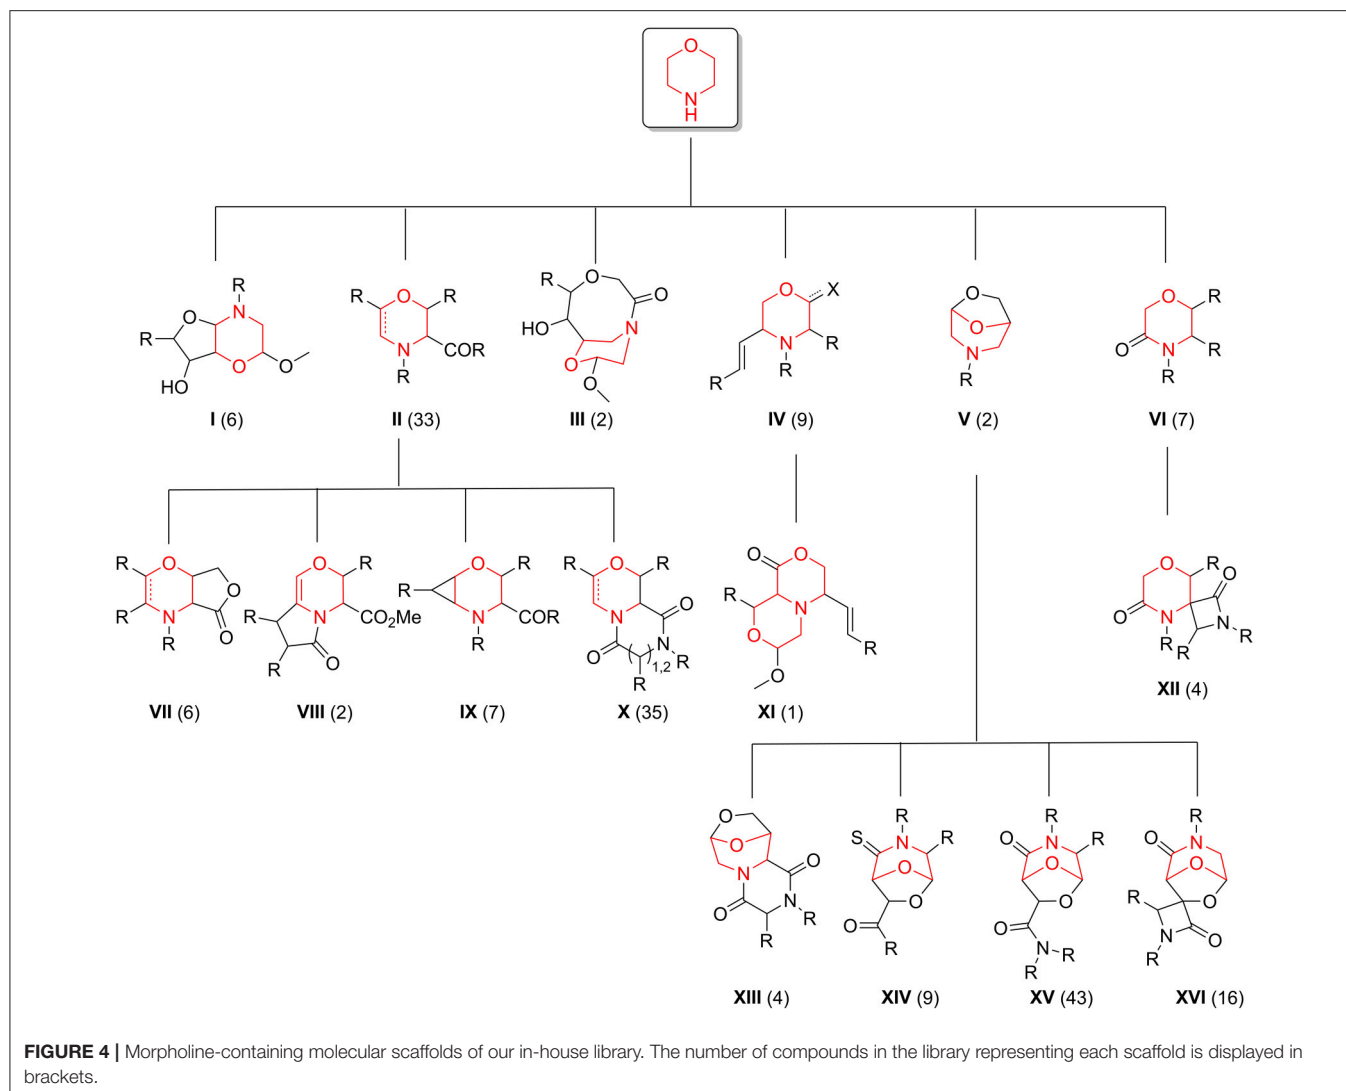 O
N
H
R
N
O
R
O
O
HO
I (6)
R
O
R
N
COR
R
II (33)
R
O
O
HO
N
O
O
III (2)
O
X
N
R
R
R
IV (9)
O
O
N
R
V (2)
O
R
O
N
R
R
VI (7)
R
O
R
N
O
R
O
VII (6)
O
R
R
N
CO₂Me
R
O
VIII (2)
O
R
R
N
COR
R
IX (7)
R
O
R
O
N
O
N
R
1,2
R
X (35)
O
O
R
N
O
R
O
XI (1)
O
R
O
O
N
N
R
R
R
XII (4)
O
O
N
O
O
N
R
R
XIII (4)
R
S
N
R
O
O
O
R
XIV (9)
R
O
N
R
O
O
O
N
R
R
XV (43)
R
O
N
O
R
O
N
O
R
XVI (16)
FIGURE 4 | Morpholine-containing molecular scaffolds of our in-house library. The number of compounds in the library representing each scaffold is displayed in
brackets.